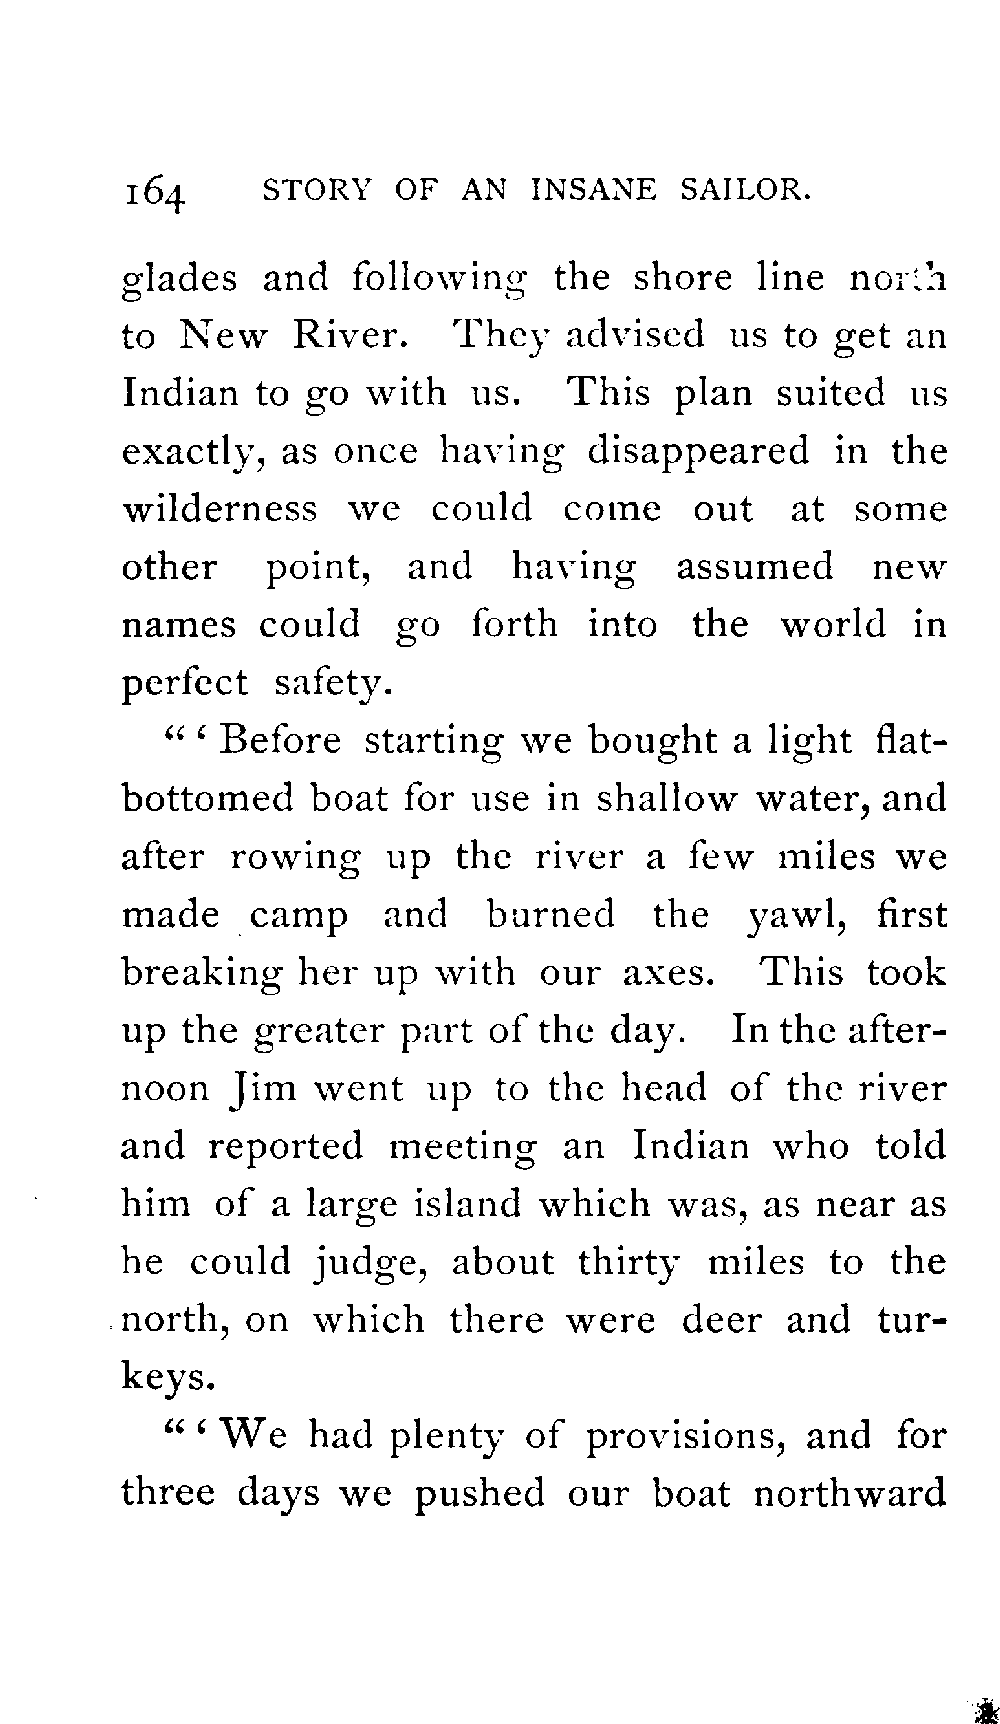 164 STORY OF AN INSANE SAILOR.
glades and following the shore line north
to New River. They advised us to get an
Indian to go with us. This plan suited us
exactly, as once having disappeared in the
wilderness we could come out at some
other point, and having assumed new
names could go forth into the world in
perfect safety.
“ ‘ Before starting we bought a light flat-
bottomed boat for use in shallow water, and
after rowing up the river a few miles we
made camp and burned the yawl, first
breaking her up with our axes. This took
up the greater part of the day. In the after-
noon Jim went up to the head of the river
and reported meeting an Indian who told
him of a large island which was, as near as
he could judge, about thirty miles to the
north, on which there were deer and tur-
keys.
“ ‘ We had plenty of provisions, and for
three days we pushed our boat northward